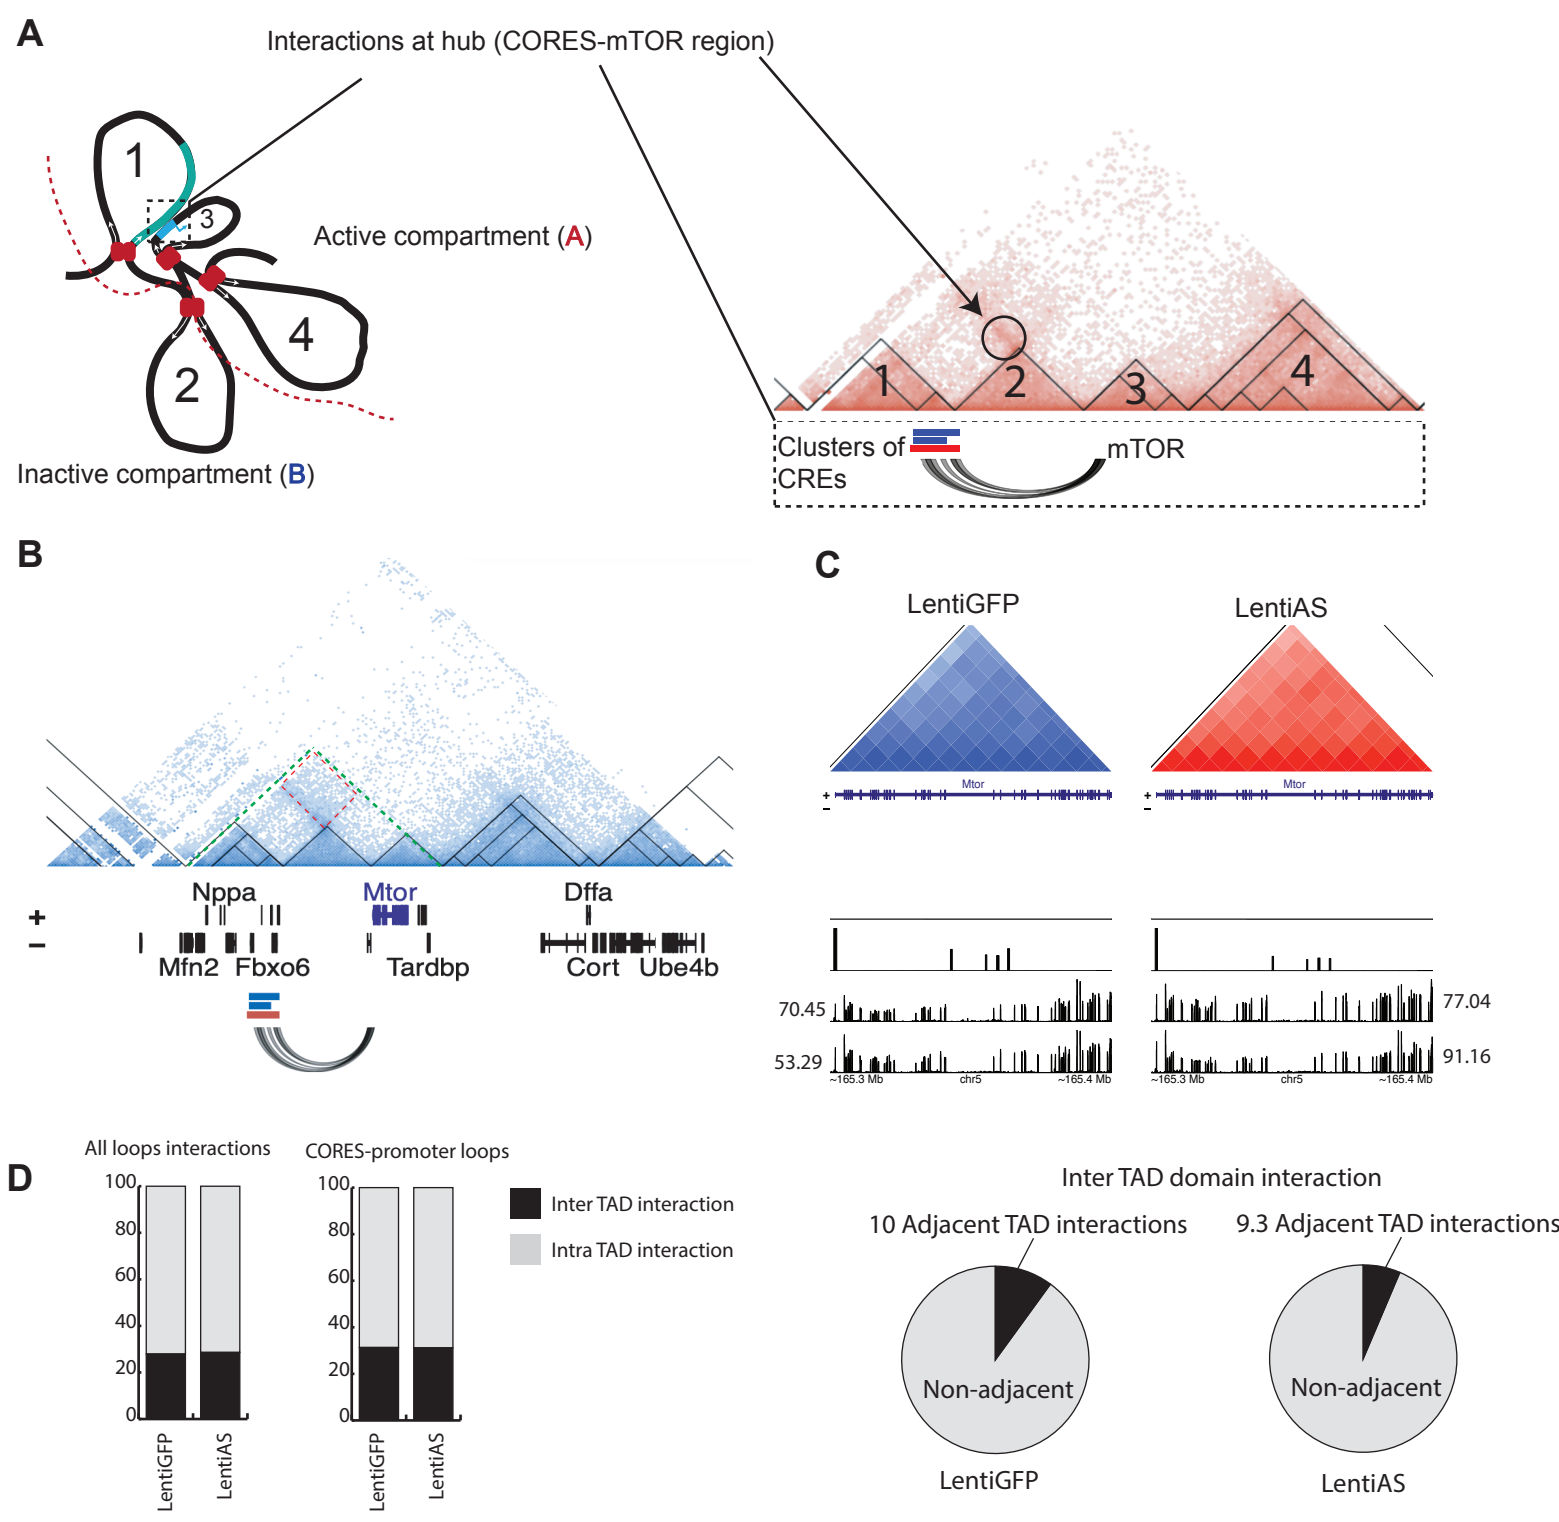 A
Interactions at hub (CORES-mTOR region)
1
3
Active compartment (A)
4
2
Inactive compartment (B)
1
2
3
4
Clusters of
CREs
mTOR
B
Nppa
Mtor
Dffa
+
−
Mfn2
Fbxo6
Tardbp
Cort
Ube4b
C
LentiGFP
LentiAS
Mtor
Mtor
+
−
+
−
70.45
77.04
53.29
91.16
~165.3 Mb
chr5
~165.4 Mb
~165.3 Mb
chr5
~165.4 Mb
D
All loops interactions
CORES-promoter loops
100
80
60
40
20
0
LentiGFP
LentiAS
100
80
60
40
20
0
LentiGFP
LentiAS
Inter TAD interaction
Intra TAD interaction
Inter TAD domain interaction
10 Adjacent TAD interactions
9.3 Adjacent TAD interactions
Non-adjacent
Non-adjacent
LentiGFP
LentiAS